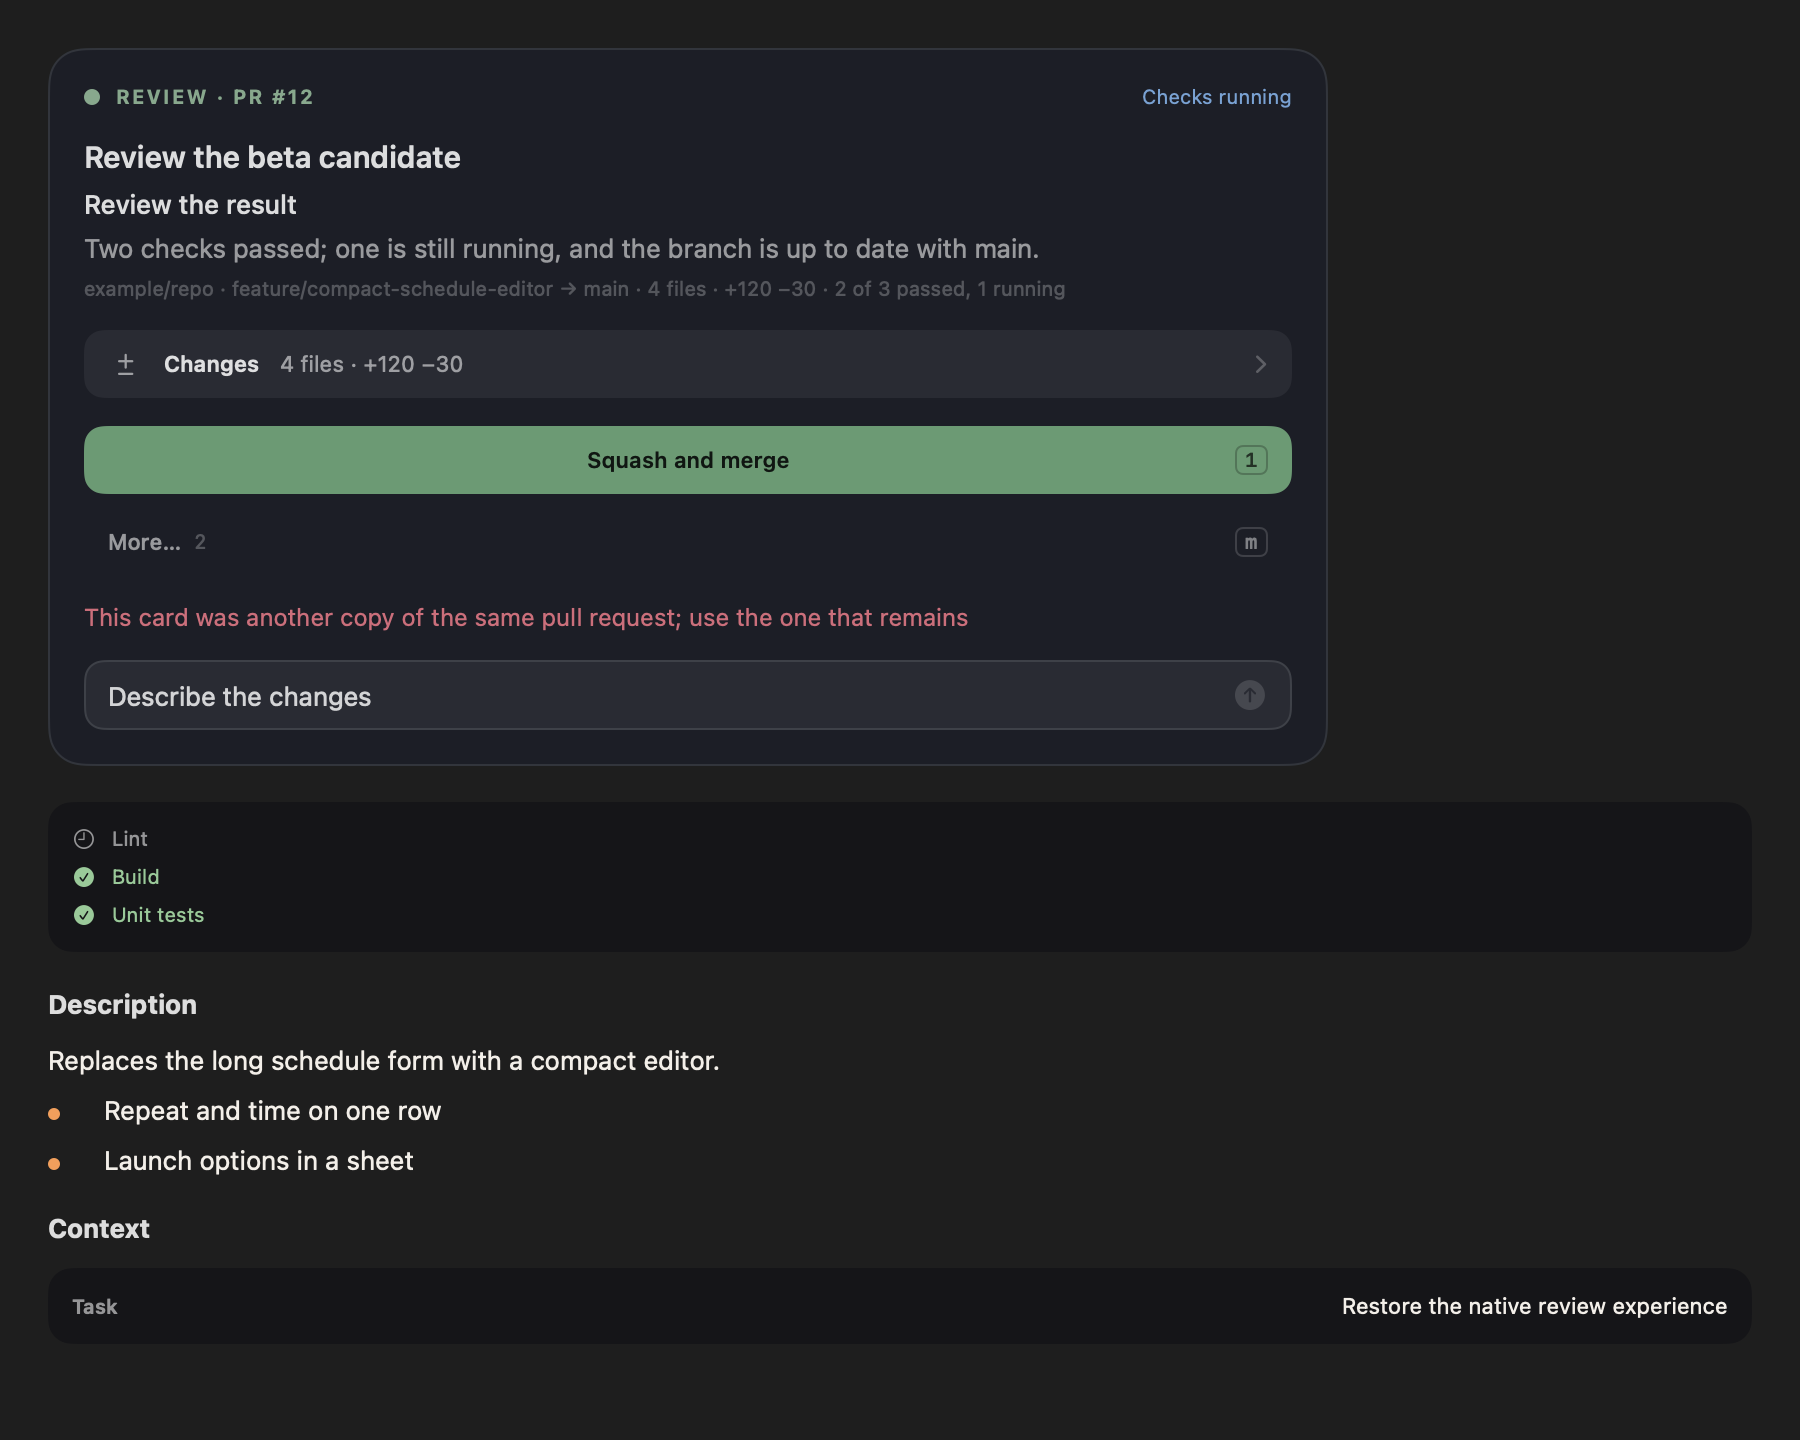 REVIEW · PR #12
Checks running
Review the beta candidate
Review the result
Two checks passed; one is still running, and the branch is up to date with main.
example/repo · feature/compact-schedule-editor → main · 4 files · +120 −30 · 2 of 3 passed, 1 running
± Changes 4 files · +120 −30
Squash and merge 1
More... 2 m
This card was another copy of the same pull request; use the one that remains
Describe the changes
Lint
Build
Unit tests
Description
Replaces the long schedule form with a compact editor.
Repeat and time on one row
Launch options in a sheet
Context
Task Restore the native review experience